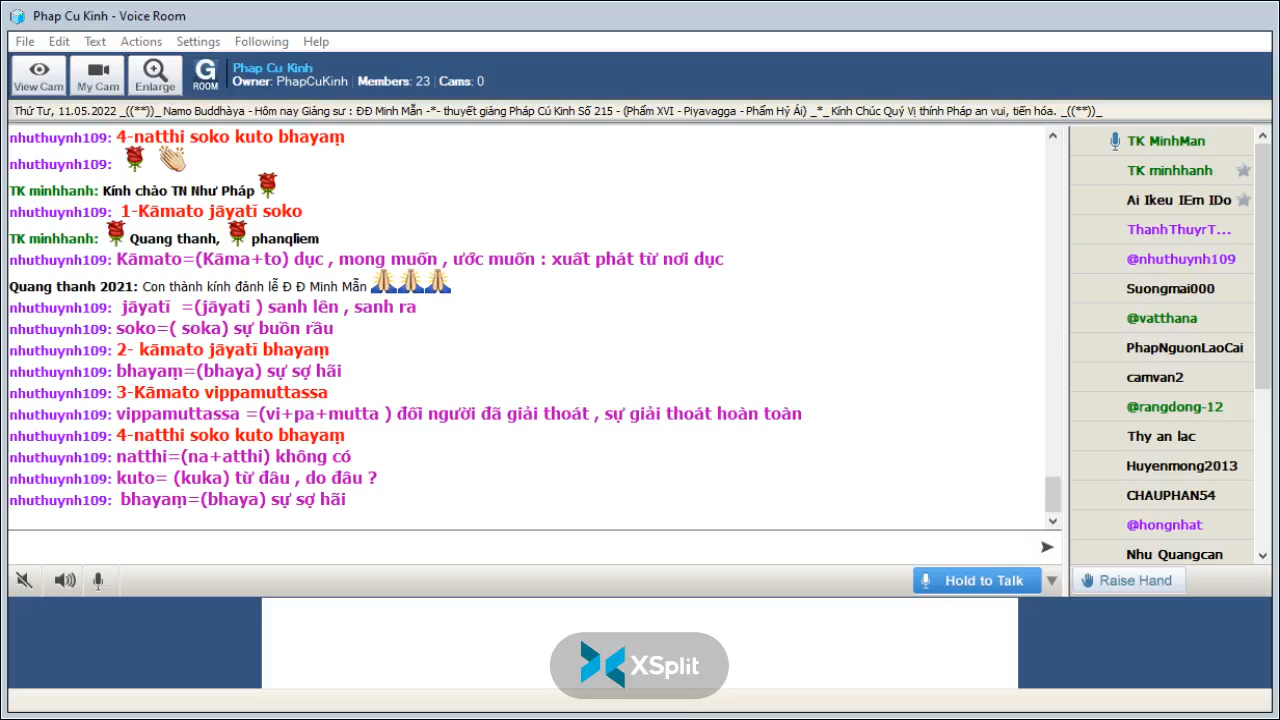 Phap Cu Kinh - Voice Room
File Edit Text Actions Settings Following Help
View Cam My Cam Enlarge G ROOM
Phap Cu Kinh
Owner: PhapCuKinh | Members: 23 | Cams: 0
Thứ Tư, 11.05.2022 _((**))_ Namo Buddhàya - Hôm nay Giảng sư : ĐĐ Minh Mẫn -*- thuyết giảng Pháp Cú Kinh Số 215 - (Phẩm XVI - Piyavagga - Phẩm Hỷ Ái) _*_ Kính Chúc Quý Vị thính Pháp an vui, tiến hóa. _((**))_
nhuthuynh109: 4-natthi soko kuto bhayaṃ
nhuthuynh109:
TK minhhanh: Kính chào TN Như Pháp
nhuthuynh109: 1-Kāmato jāyatī soko
TK minhhanh: Quang thanh, phanqliem
nhuthuynh109: Kāmato=(Kāma+to) dục , mong muốn , ước muốn : xuất phát từ nơi dục
Quang thanh 2021: Con thành kính đảnh lễ Đ Đ Minh Mẫn
nhuthuynh109: jāyatī =(jāyati ) sanh lên , sanh ra
nhuthuynh109: soko=( soka) sự buồn rầu
nhuthuynh109: 2- kāmato jāyatī bhayaṃ
nhuthuynh109: bhayaṃ=(bhaya) sự sợ hãi
nhuthuynh109: 3-Kāmato vippamuttassa
nhuthuynh109: vippamuttassa =(vi+pa+mutta ) đối người đã giải thoát , sự giải thoát hoàn toàn
nhuthuynh109: 4-natthi soko kuto bhayaṃ
nhuthuynh109: natthi=(na+atthi) không có
nhuthuynh109: kuto= (kuka) từ đâu , do đâu ?
nhuthuynh109: bhayaṃ=(bhaya) sự sợ hãi
TK MinhMan
TK minhhanh
Ai Ikeu IEm IDo
ThanhThuyrT...
@nhuthuynh109
Suongmai000
@vatthana
PhapNguonLaoCai
camvan2
@rangdong-12
Thy an lac
Huyenmong2013
CHAUPHAN54
@hongnhat
Nhu Quangcan
Hold to Talk
Raise Hand
XSplit